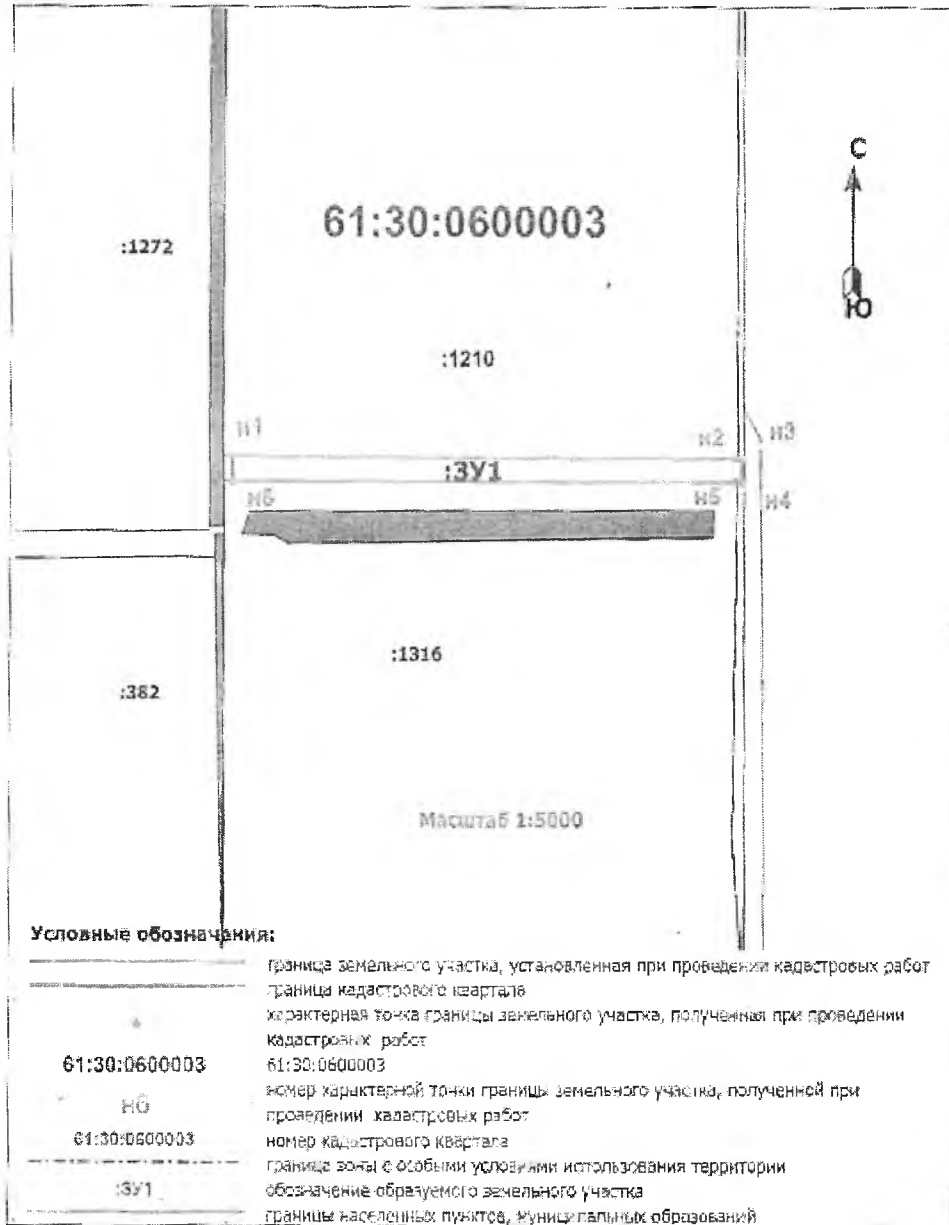 С
61:30:0600003
:1272
Ю
:1210
н1
н2
н3
:ЗУ1
н6
н5
н4
:1316
:382
Масштаб 1:5000
Условные обозначения:
граница земельного участка, установленная при проведении кадастровых работ
граница кадастрового квартала
характерная точка границы земельного участка, полученная при проведении
кадастровых работ
61:30:0600003
61:30:0600003
н6
номер характерной точки границы земельного участка, полученной при
проведении кадастровых работ
61:30:0600003
номер кадастрового квартала
граница зоны с особыми условиями использования территории
:ЗУ1
обозначение образуемого земельного участка
границы населенных пунктов, муниципальных образований